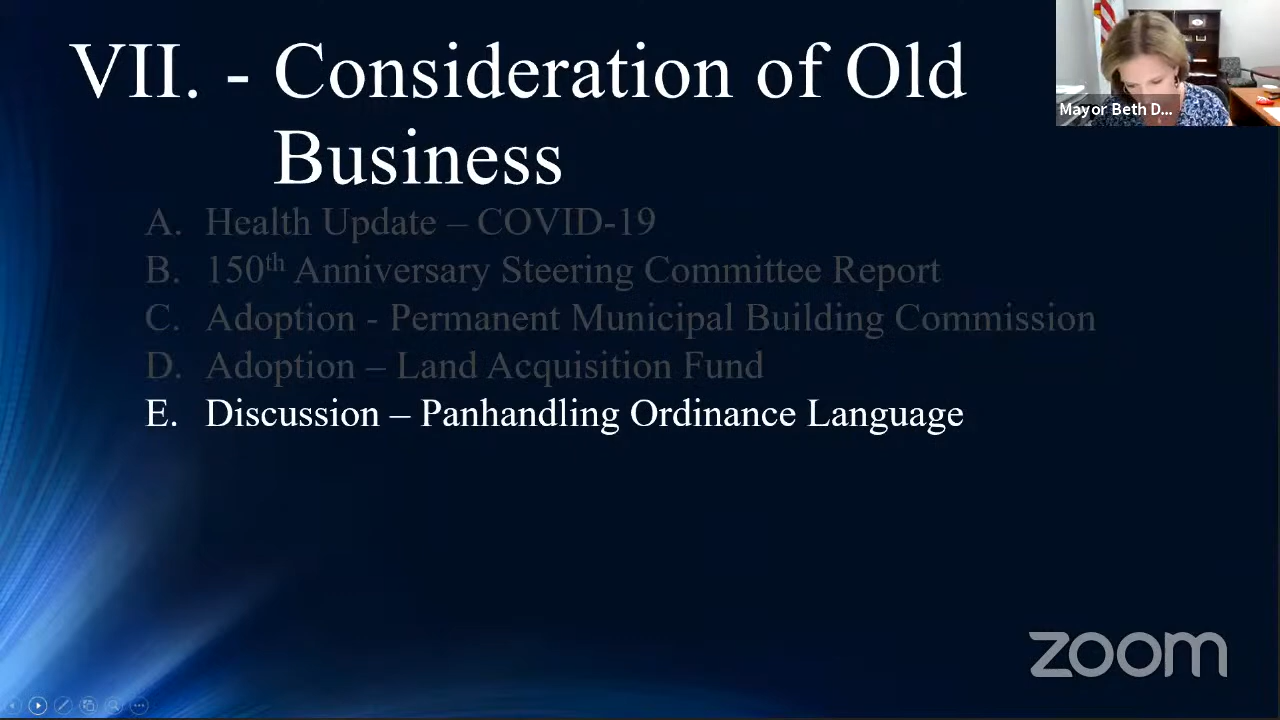 VII. - Consideration of Old
Business
Mayor Beth D...
A. Health Update – COVID-19
B. 150th Anniversary Steering Committee Report
C. Adoption - Permanent Municipal Building Commission
D. Adoption – Land Acquisition Fund
E. Discussion – Panhandling Ordinance Language
zoom